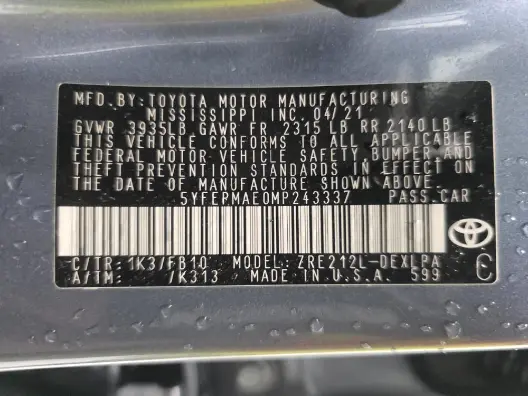 MFD. BY: TOYOTA MOTOR MANUFACTURING
MISSISSIPPI INC. 04/21
GVWR 3935LB GAWR FR 2315 LB RR 2140 LB
THIS VEHICLE CONFORMS TO ALL APPLICABLE
FEDERAL MOTOR VEHICLE SAFETY, BUMPER AND
THEFT PREVENTION STANDARDS IN EFFECT ON
THE DATE OF MANUFACTURE SHOWN ABOVE.
5YFEPMAE0MP243337 PASS.CAR
C/TR: 1K3/FB10 MODEL: ZRE212L-DEXLPA
A/TM: /K313 MADE IN U.S.A. 599